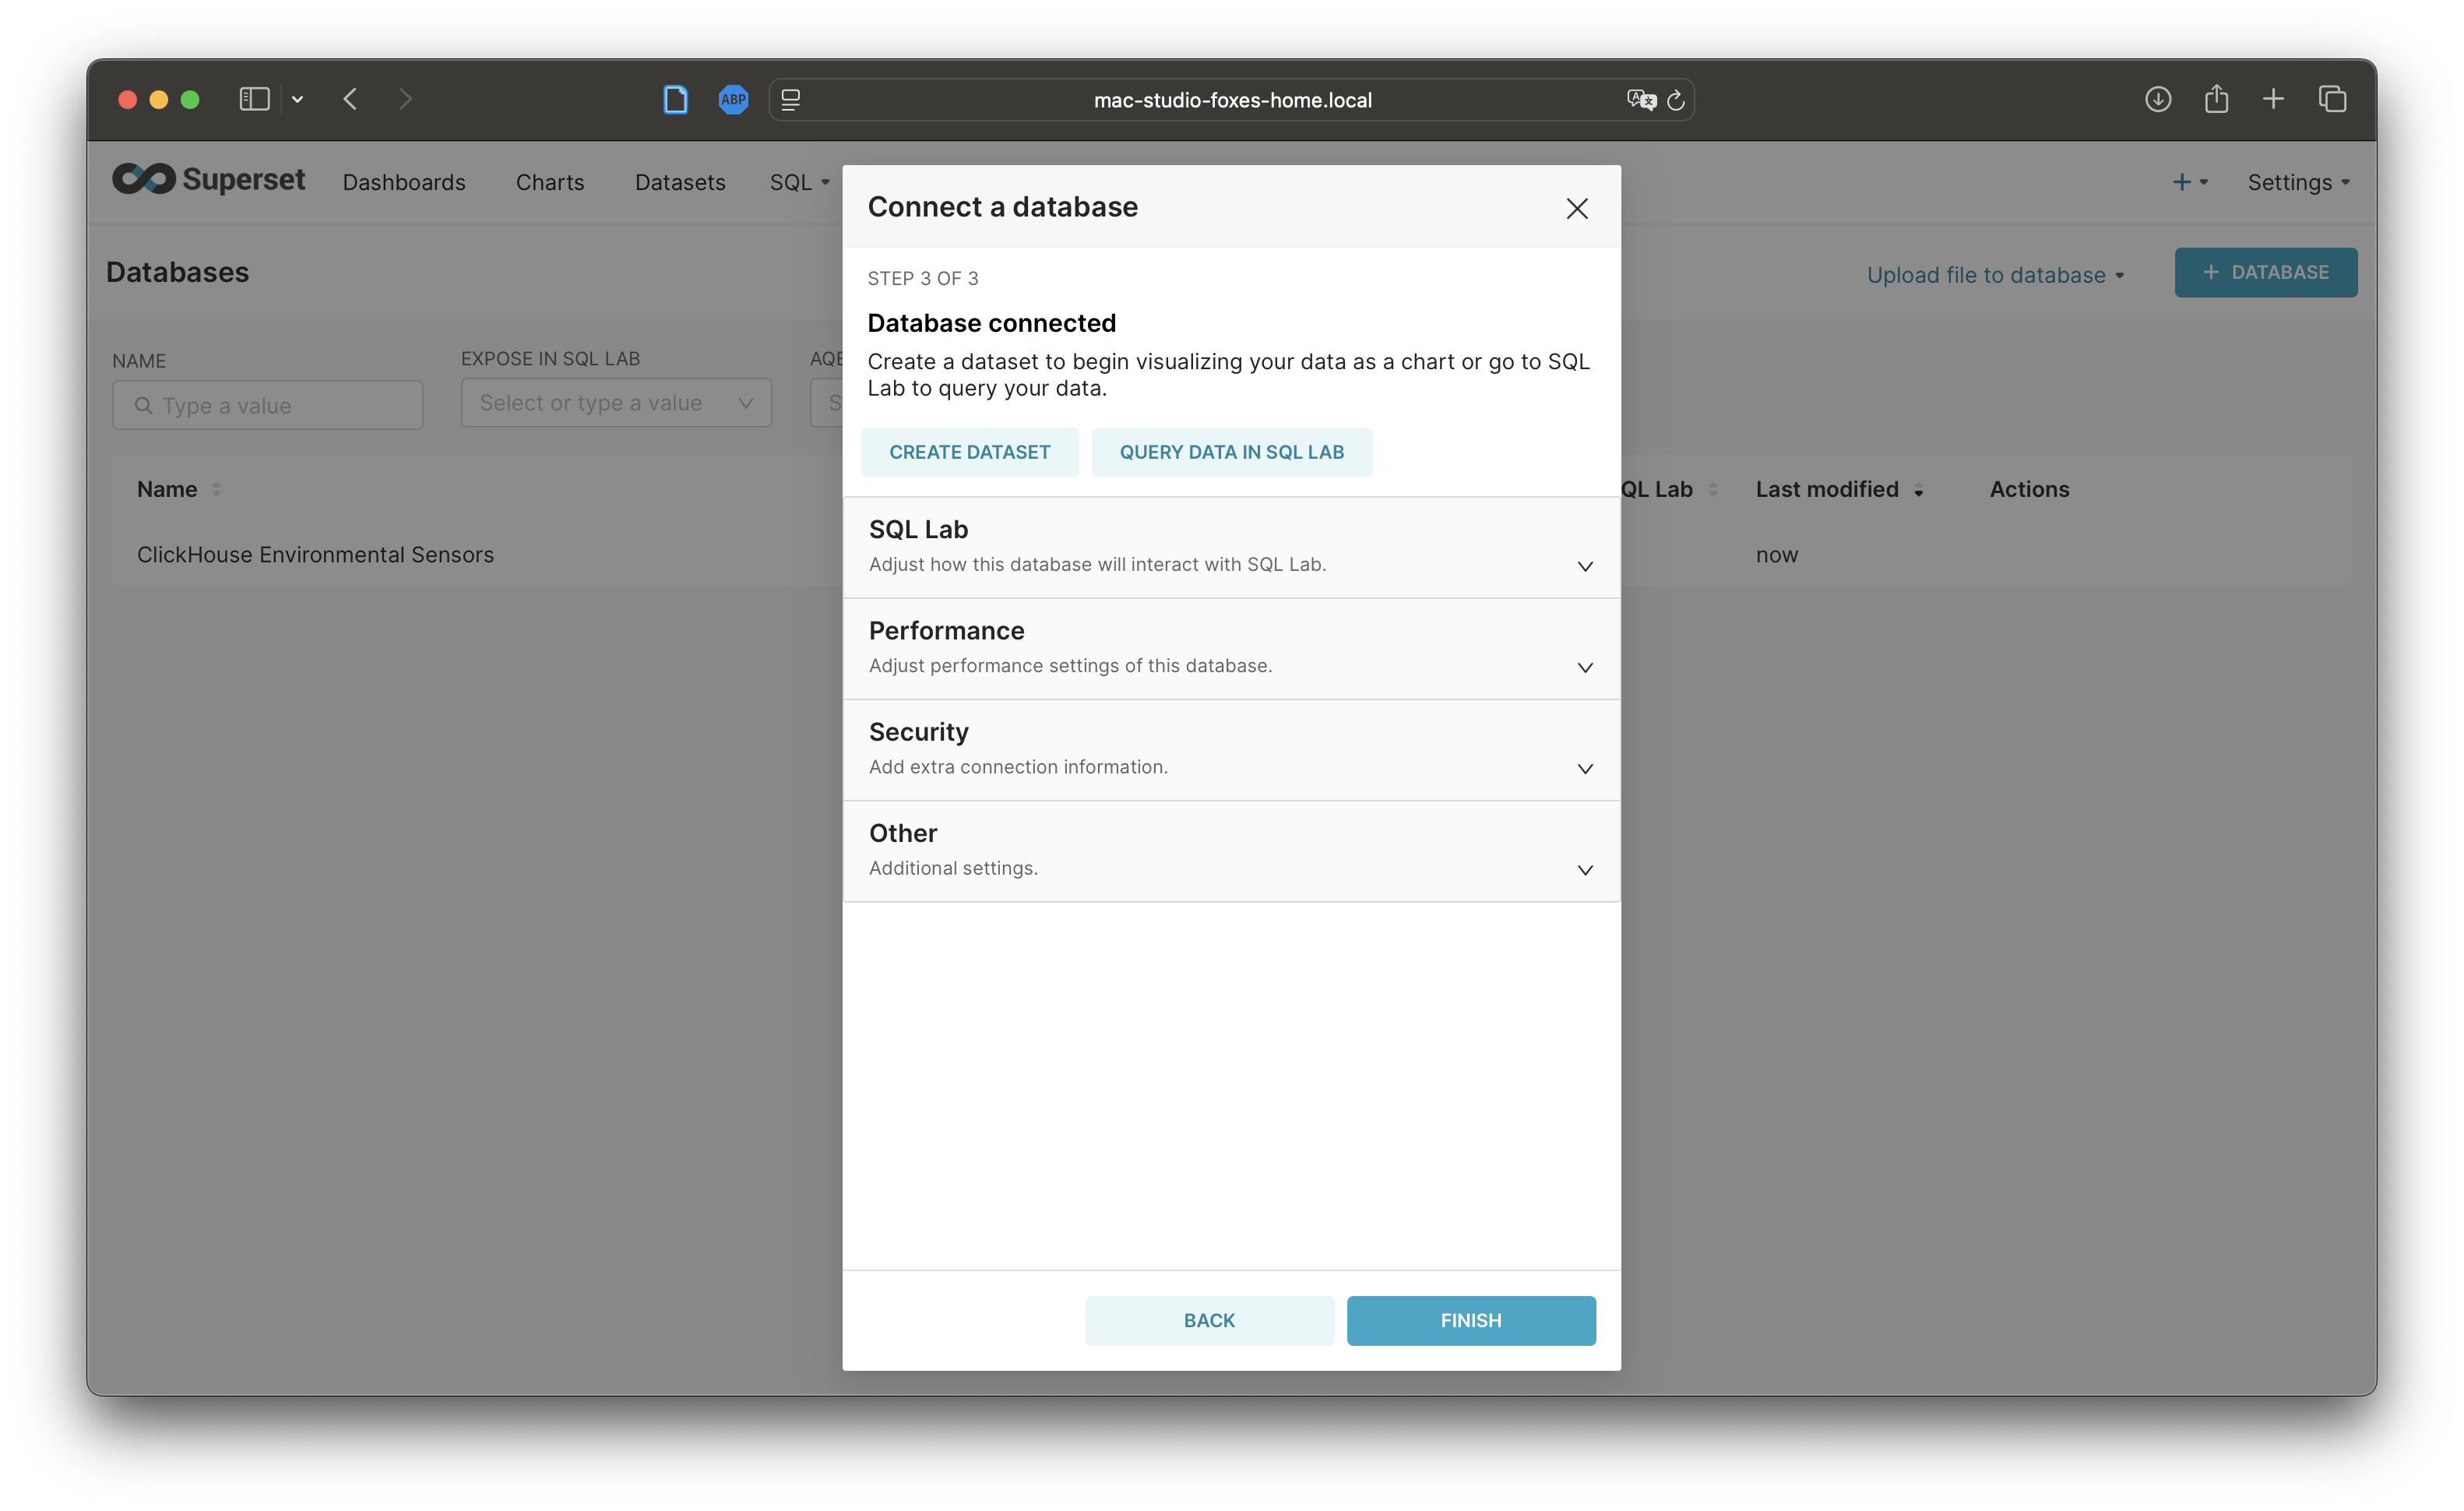 ABP
mac-studio-foxes-home.local
Superset
Dashboards
Charts
Datasets
SQL
Settings
Connect a database
Databases
Upload file to database
+ DATABASE
STEP 3 OF 3
Database connected
Create a dataset to begin visualizing your data as a chart or go to SQL
Lab to query your data.
NAME
EXPOSE IN SQL LAB
Type a value
Select or type a value
CREATE DATASET
QUERY DATA IN SQL LAB
Name
QL Lab
Last modified
Actions
ClickHouse Environmental Sensors
now
SQL Lab
Adjust how this database will interact with SQL Lab.
Performance
Adjust performance settings of this database.
Security
Add extra connection information.
Other
Additional settings.
BACK
FINISH